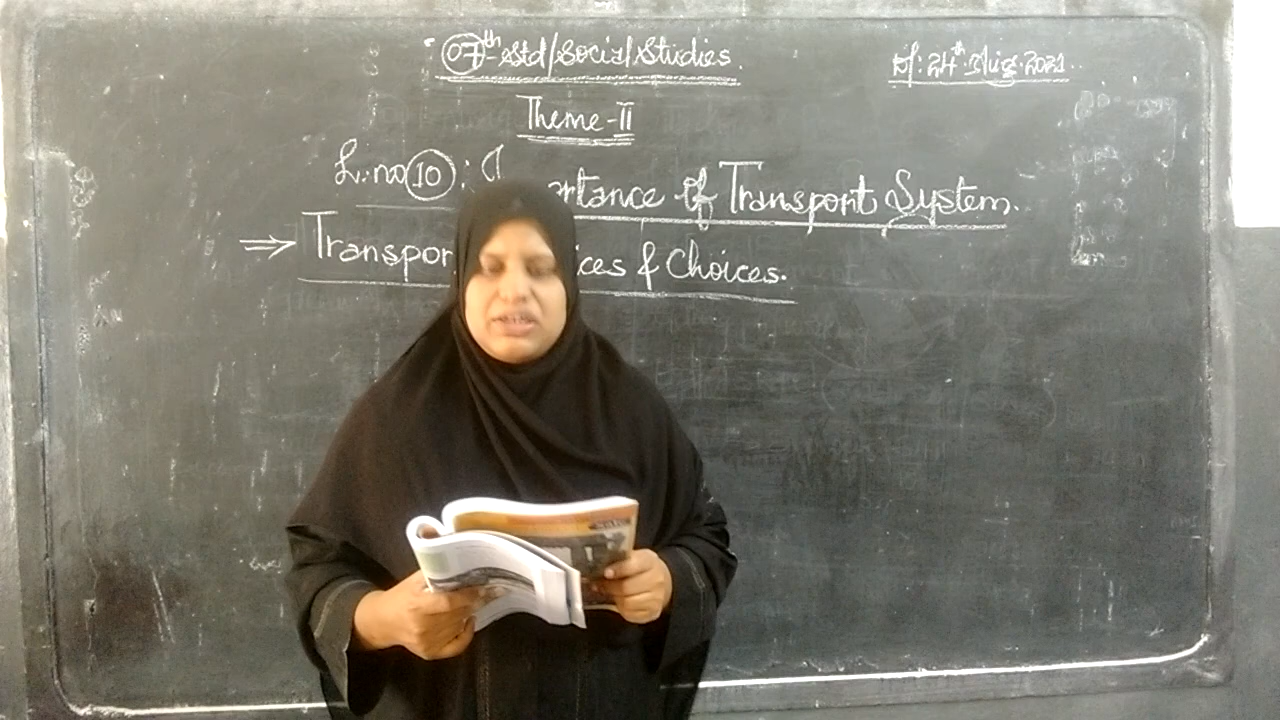 07th Std/Social Studies.
Dt: 24th Aug. 2021.
Theme-II
L.no 10: I ortance of Transport System.
⇒ Transpor ices & Choices.